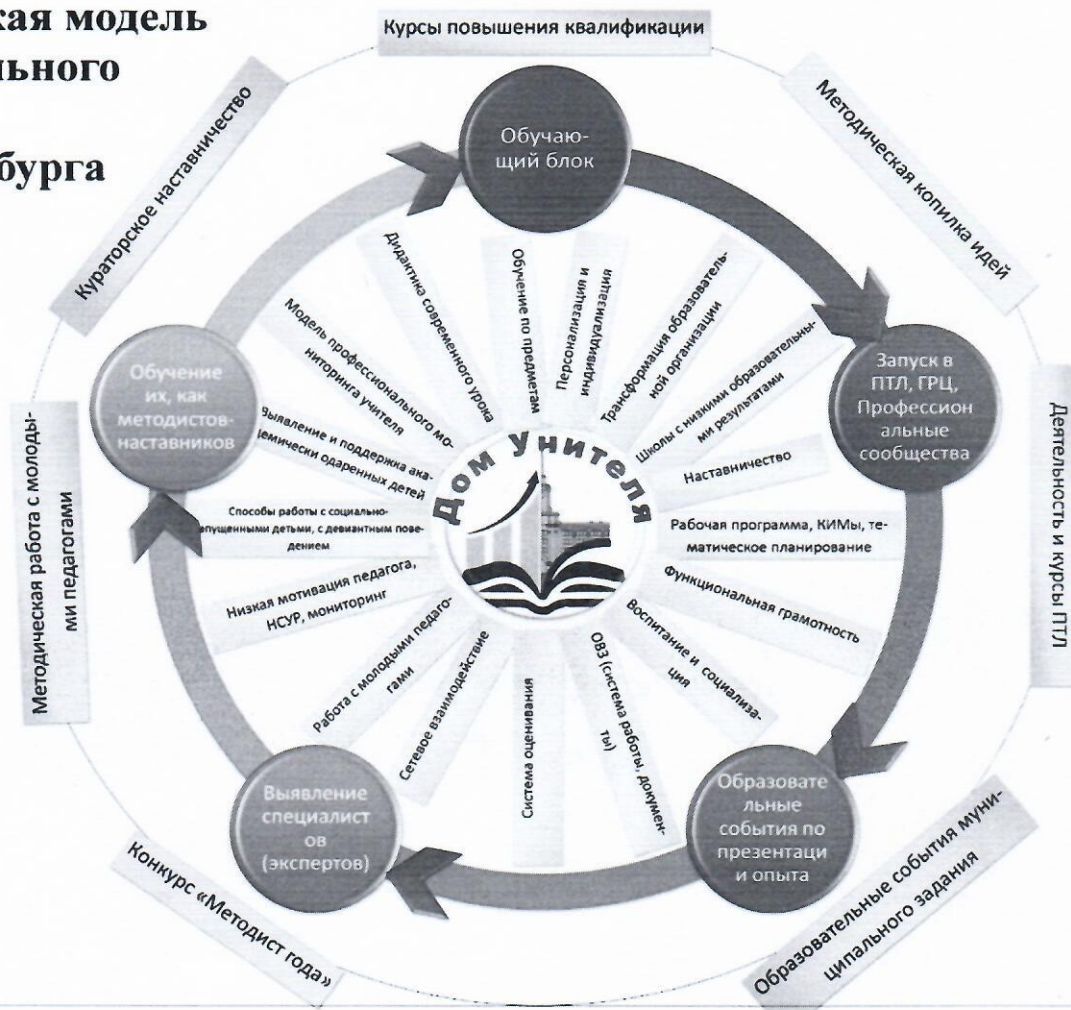 кая модель
льного
бурга
Курсы повышения квалификации
Методическая копилка идей
Деятельность и курсы ПТЛ
Образовательные события муни-
ципального задания
Конкурс «Методист года»
Методическая работа с молоды-
ми педагогами
Кураторское наставничество
Обучаю-
щий блок
Запуск в
ПТЛ, ГРЦ,
Профессион
альные
сообщества
Образовате
льные
события по
презентаци
и опыта
Выявление
специалист
ов
(экспертов)
Обучение
их, как
методистов-
наставников
Обучение по предметам
Персонализация и
индивидуализация
Трансформация образователь-
ной организации
Школы с низкими образовательны-
ми результатами
Наставничество
Рабочая программа, КИМы, те-
матическое планирование
Функциональная грамотность
Воспитание и социализа-
ция
ОВЗ (система работы, докумен-
ты)
Система оценивания
Сетевое взаимодействие
Работа с молодыми педаго-
гами
Низкая мотивация педагога,
НСУР, мониторинг
Способы работы с социально-
опущенными детьми, с девиантным пове-
дением
Выявление и поддержка ака-
демически одаренных детей
Модель профессионального мо-
ниторинга учителя
Дидактика современного урока
Дом Учителя